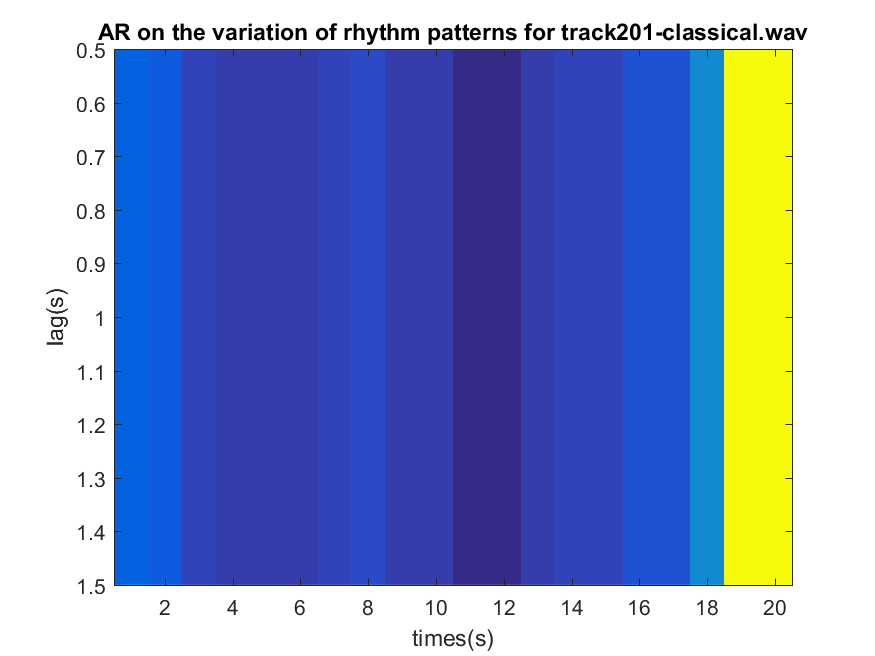 AR on the variation of rhythm patterns for track201-classical.wav
0.5
0.6
0.7
0.8
0.9
1
1.1
1.2
1.3
1.4
1.5
lag(s)
2 4 6 8 10 12 14 16 18 20
times(s)